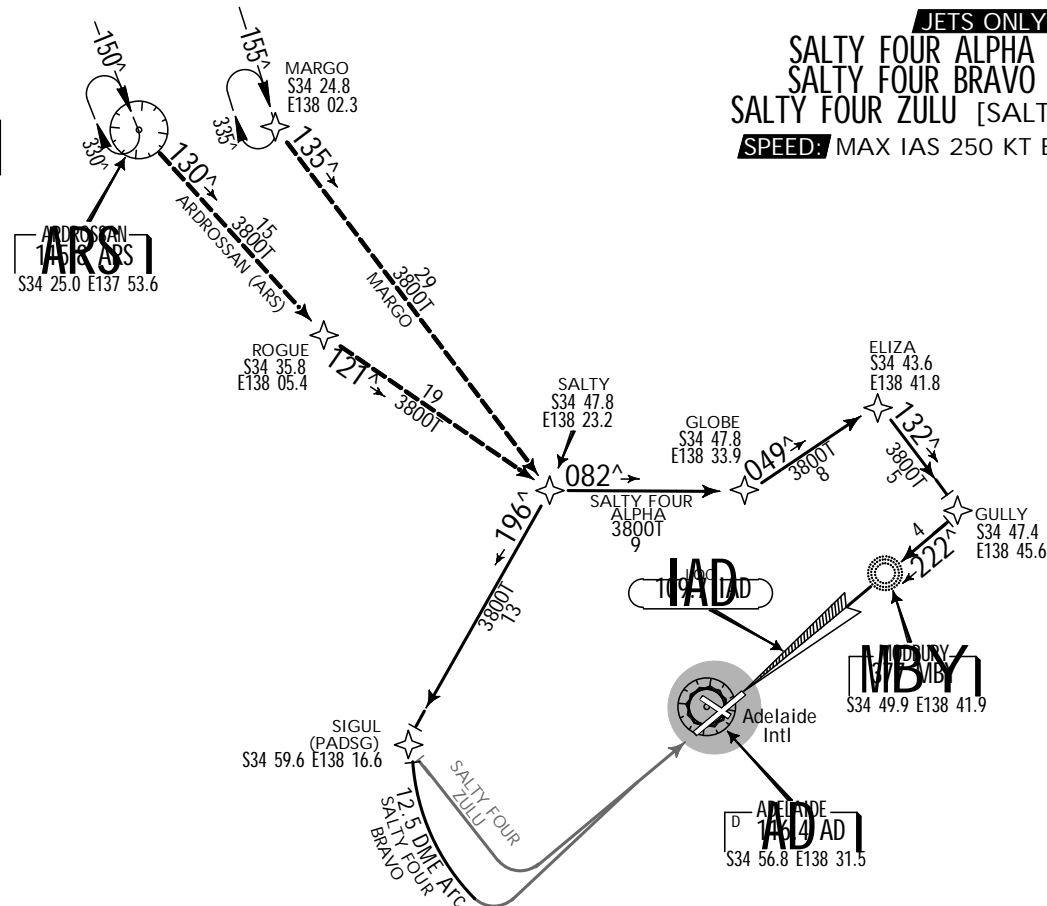 JETS ONLY
SALTY FOUR ALPHA
SALTY FOUR BRAVO
SALTY FOUR ZULU [SALT
SPEED: MAX IAS 250 KT
150^
330^
155^
335^
MARGO
S34 24.8
E138 02.3
130^
135^
15
3800T
ARDROSSAN (ARS)
29
3800T
MARGO
ARDROSSAN
ARS
S34 25.0 E137 53.6
ROGUE
S34 35.8
E138 05.4
121^
19
3800T
SALTY
S34 47.8
E138 23.2
ELIZA
S34 43.6
E138 41.8
GLOBE
S34 47.8
E138 33.9
049^
3800T
8
132^
3800T
5
082^
SALTY FOUR
ALPHA
3800T
9
196^
3800T
13
GULLY
S34 47.4
E138 45.6
4
222^
IAD
MBY
S34 49.9 E138 41.9
Adelaide
Intl
SIGUL
(PADSG)
S34 59.6 E138 16.6
SALTY FOUR
ZULU
12.5 DME Arc
SALTY FOUR
BRAVO
ADELAIDE
D
AD
S34 56.8 E138 31.5